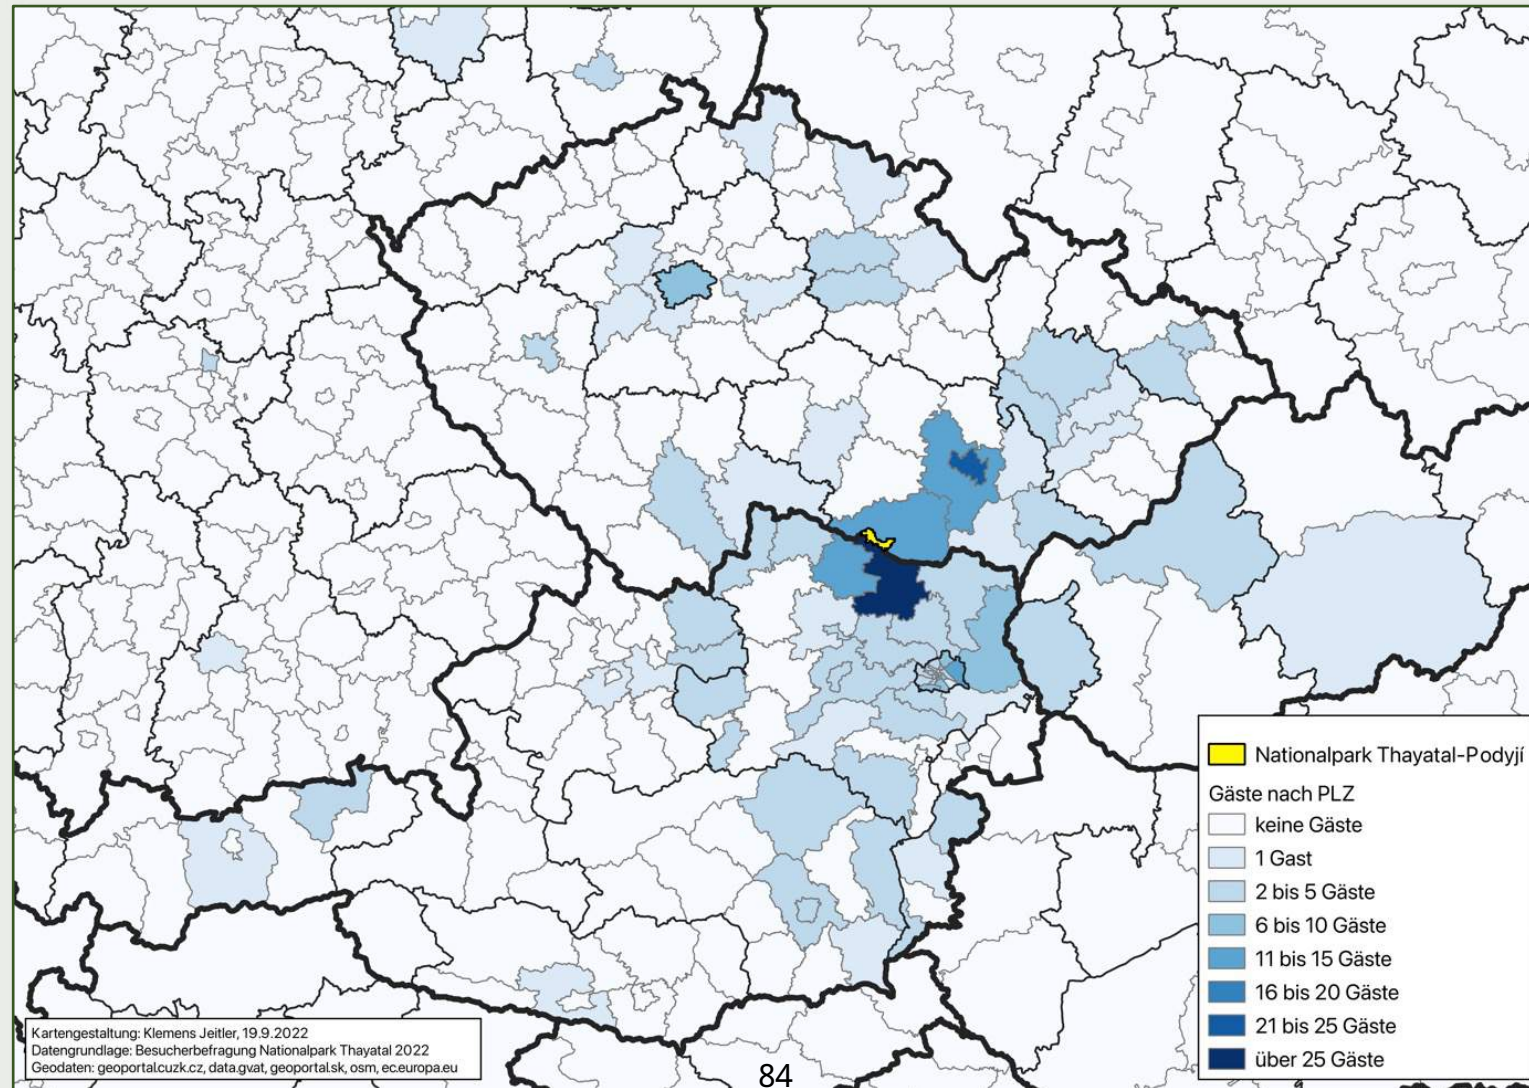 Nationalpark Thayatal-Podyjí
Gäste nach PLZ
keine Gäste
1 Gast
2 bis 5 Gäste
6 bis 10 Gäste
11 bis 15 Gäste
16 bis 20 Gäste
21 bis 25 Gäste
über 25 Gäste
Kartengestaltung: Klemens Jeitler, 19.9.2022
Datengrundlage: Besucherbefragung Nationalpark Thayatal 2022
Geodaten: geoportal.cuzk.cz, data.gv.at, geoportal.sk, osm, ec.europa.eu
84